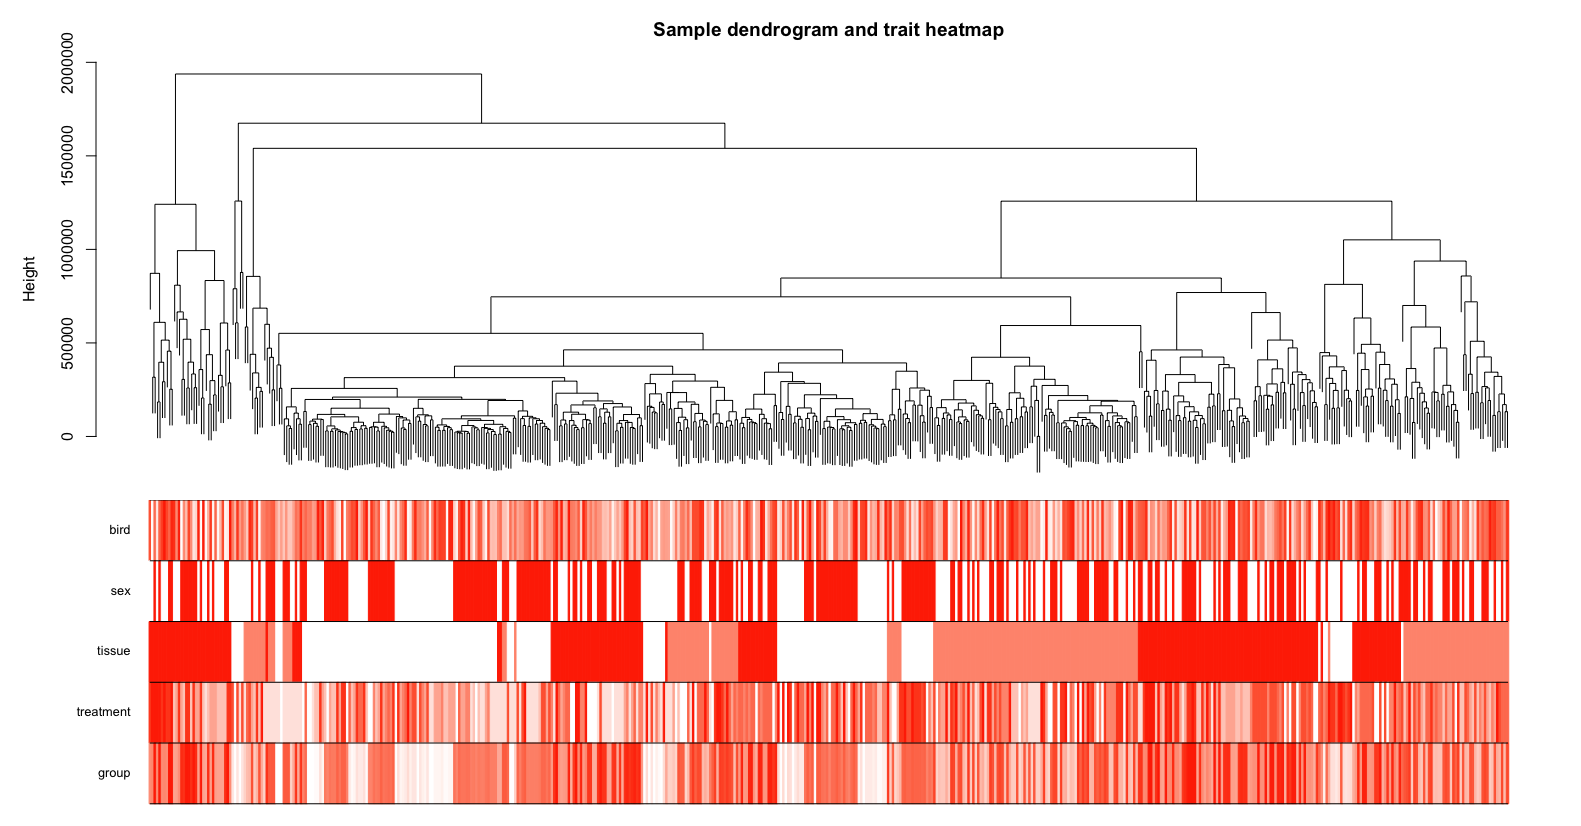 Sample dendrogram and trait heatmap
Height
2000000
1500000
1000000
500000
0
bird
sex
tissue
treatment
group